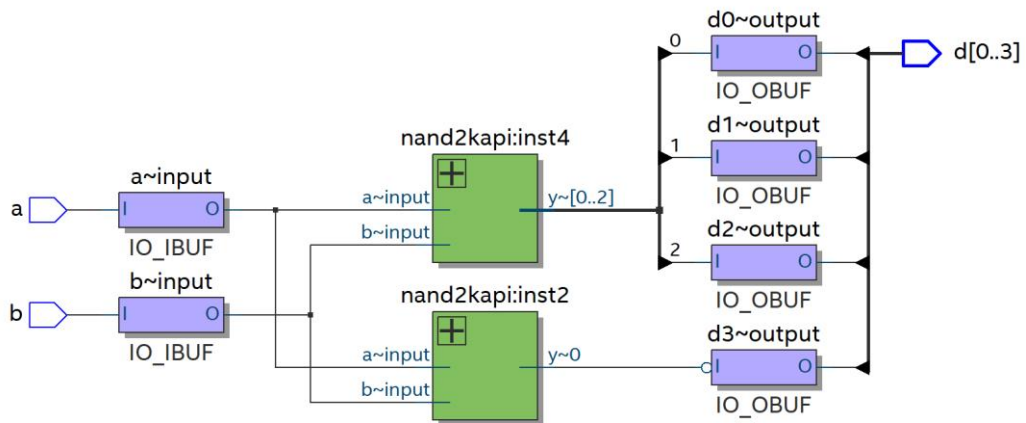 d0~output
0
I
O
d[0..3]
IO_OBUF
nand2kapi:inst4
d1~output
1
a~input
a~input
y~[0..2]
I
O
a
I
O
IO_OBUF
IO_IBUF
b~input
d2~output
2
I
O
b~input
nand2kapi:inst2
IO_OBUF
b
I
O
d3~output
IO_IBUF
a~input
y~0
I
O
b~input
IO_OBUF